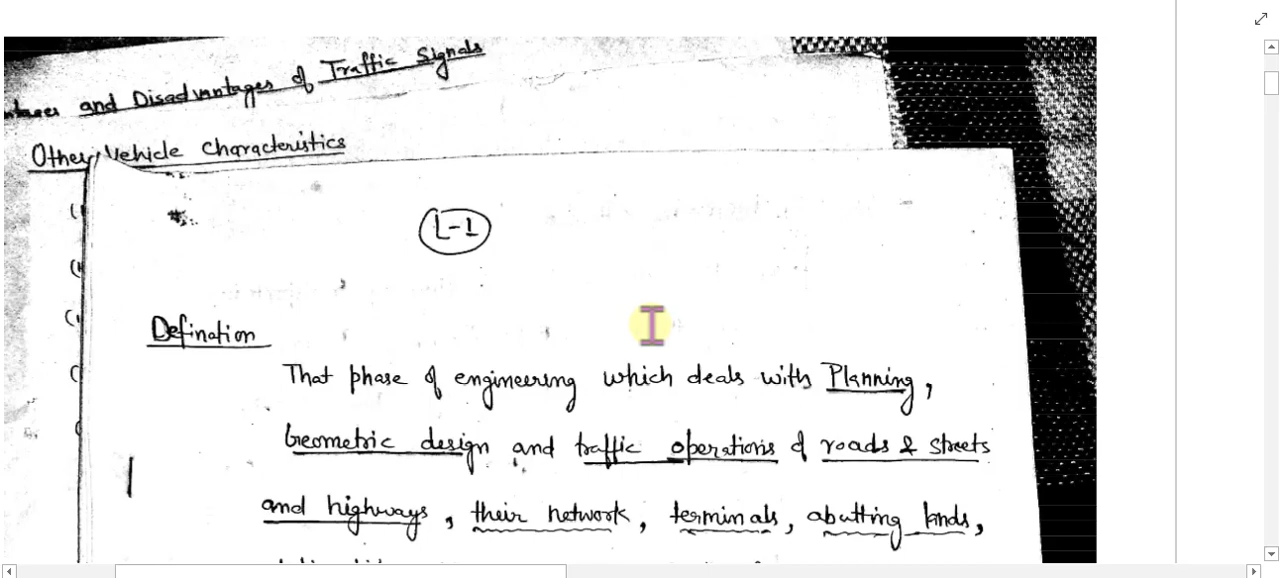 and Disadvantages of Traffic Signals
Other Vehicle Characteristics
L-1
Defination
That phase of engineering which deals with Planning,
Geometric design and traffic operations of roads & streets
and highways, their network, terminals, abutting lands,